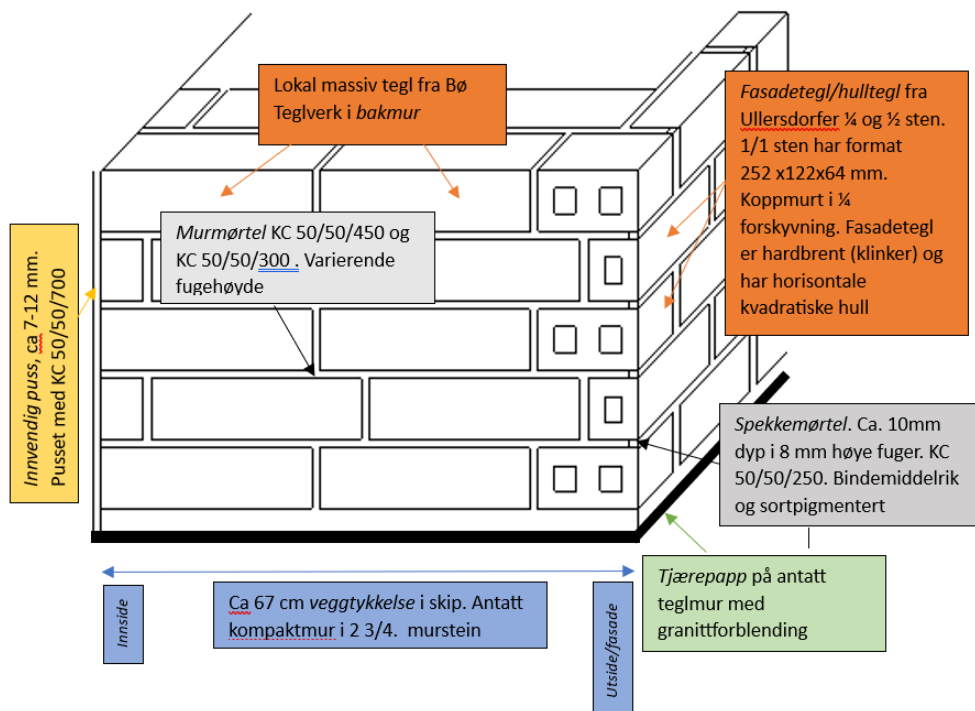 Lokal massiv tegl fra Bø
Teglverk i bakmur
Fasadetegl/hulltegl fra
Ullersdorfer ¼ og ½ sten.
1/1 sten har format
252 x122x64 mm.
Koppmurt i ¼
forskyvning. Fasadetegl
er hardbrent (klinker) og
har horisontale
kvadratiske hull
Murmørtel KC 50/50/450 og
KC 50/50/300 . Varierende
fugehøyde
Innvendig puss, ca 7-12 mm.
Pusset med KC 50/50/700
Spekkemørtel. Ca. 10mm
dyp i 8 mm høye fuger. KC
50/50/250. Bindemiddelrik
og sortpigmentert
Tjærepapp på antatt
teglmur med
granittforblending
Innside
Ca 67 cm veggtykkelse i skip. Antatt
kompaktmur i 2 3/4. murstein
Utside/fasade